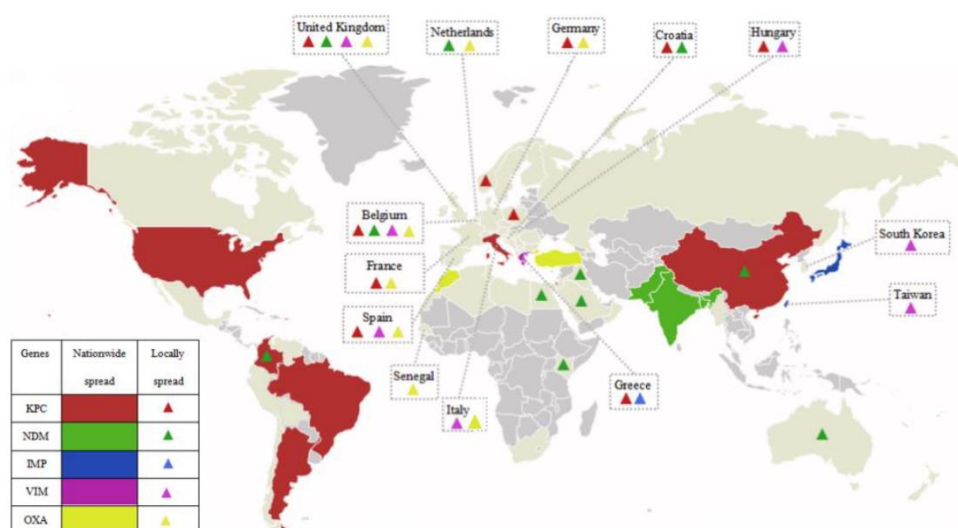 United Kingdom
Netherlands
Germany
Croatia
Hungary
Belgium
France
Spain
Senegal
Italy
Greece
South Korea
Taiwan
Genes Nationwide spread Locally spread
KPC
NDM
IMP
VIM
OXA